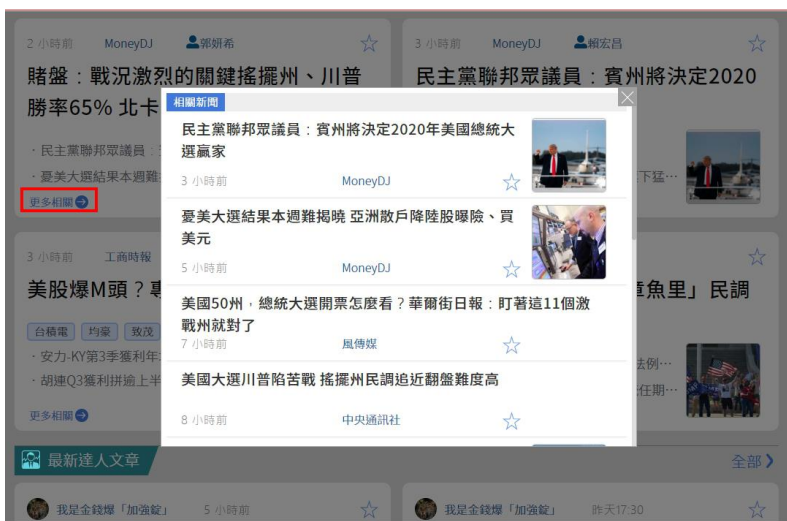 2 小時前 MoneyDJ 郭妍希
賭盤：戰況激烈的關鍵搖擺州、川普
勝率65% 北卡
· 民主黨聯邦眾議員：
· 憂美大選結果本週難
更多相關
3 小時前 MoneyDJ 賴宏昌
民主黨聯邦眾議員：賓州將決定2020
下猛…
相關新聞
民主黨聯邦眾議員：賓州將決定2020年美國總統大
選贏家
3 小時前 MoneyDJ
憂美大選結果本週難揭曉 亞洲散戶降陸股曝險、買
美元
5 小時前 MoneyDJ
美國50州，總統大選開票怎麼看？華爾街日報：盯著這11個激
戰州就對了
7 小時前 風傳媒
美國大選川普陷苦戰 搖擺州民調追近翻盤難度高
8 小時前 中央通訊社
3 小時前 工商時報
美股爆M頭？專
台積電 均豪 致茂
· 安力-KY第3季獲利年
· 胡連Q3獲利拼逾上半
更多相關
章魚里」民調
法例…
任期…
最新達人文章
全部
我是金錢爆「加強錠」 5 小時前
我是金錢爆「加強錠」 昨天17:30